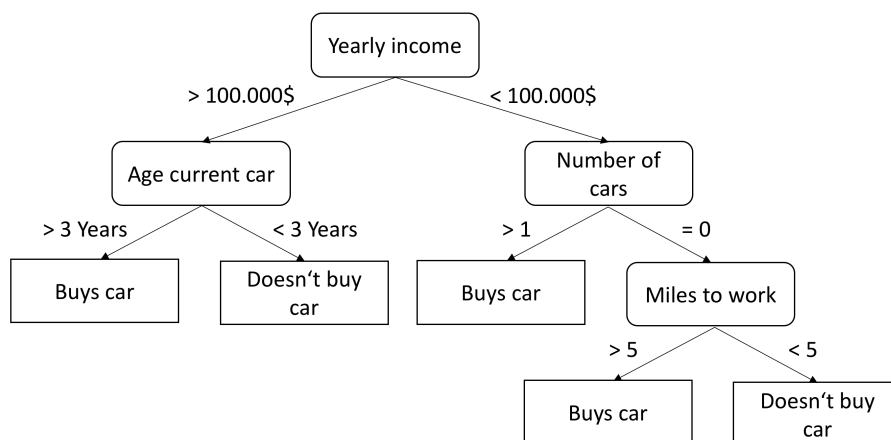 Yearly income
> 100.000$
< 100.000$
Age current car
Number of
cars
> 3 Years
< 3 Years
> 1
= 0
Buys car
Doesn‘t buy
car
Buys car
Miles to work
> 5
< 5
Buys car
Doesn‘t buy
car